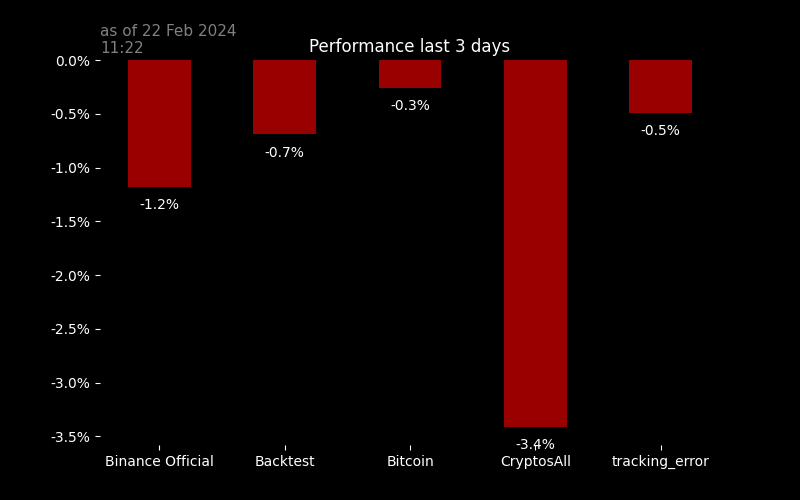 as of 22 Feb 2024
11:22
Performance last 3 days
0.0%
-0.5%
-1.0%
-1.5%
-2.0%
-2.5%
-3.0%
-3.5%
-1.2%
-0.7%
-0.3%
-3.4%
-0.5%
Binance Official
Backtest
Bitcoin
CryptosAll
tracking_error